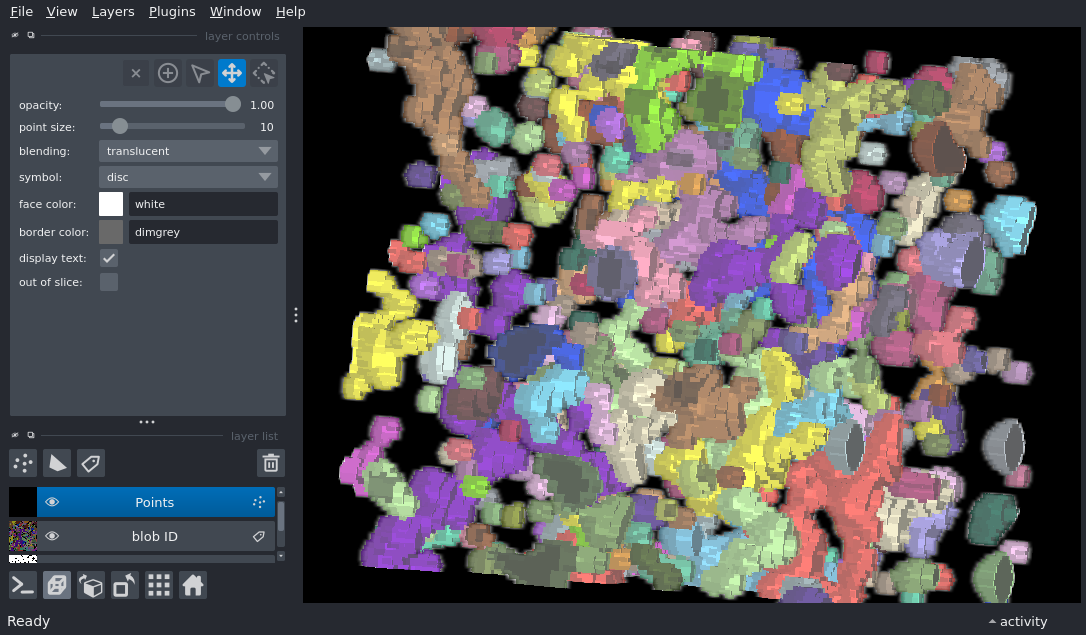 File View Layers Plugins Window Help
layer controls
opacity: 1.00
point size: 10
blending: translucent
symbol: disc
face color: white
border color: dimgrey
display text:
out of slice:
layer list
Points
blob ID
Ready
activity